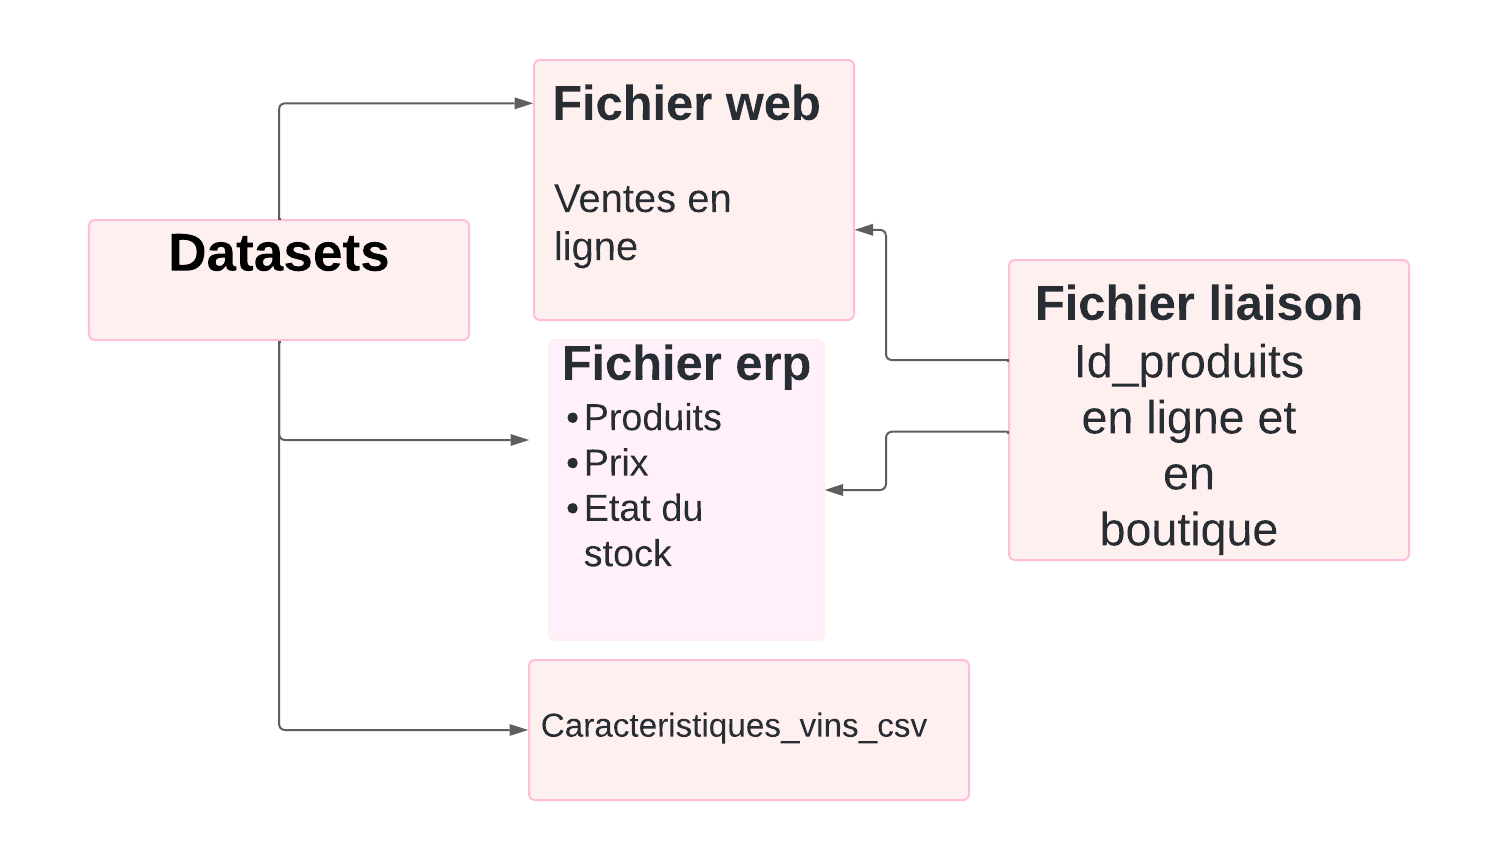 Datasets
Fichier web
Ventes en
ligne
Fichier erp
• Produits
• Prix
• Etat du
stock
Caracteristiques_vins_csv
Fichier liaison
Id_produits
en ligne et
en
boutique